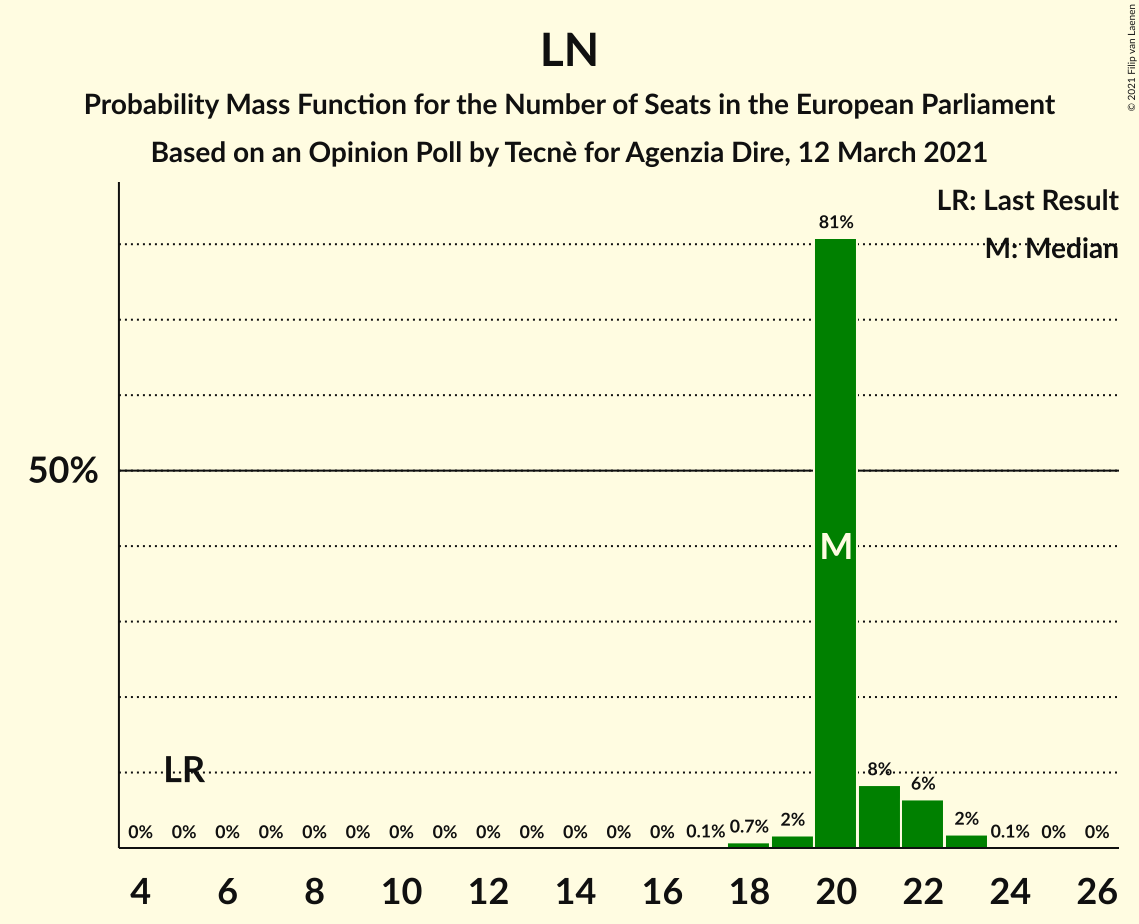 LN
Probability Mass Function for the Number of Seats in the European Parliament
Based on an Opinion Poll by Tecnè for Agenzia Dire, 12 March 2021
© 2021 Filip van Laenen
LR: Last Result
M: Median
81%
50%
M
LR
8%
6%
0% 0% 0% 0% 0% 0% 0% 0% 0% 0% 0% 0% 0% 0.1% 0.7% 2% 2% 0.1% 0% 0%
4 6 8 10 12 14 16 18 20 22 24 26